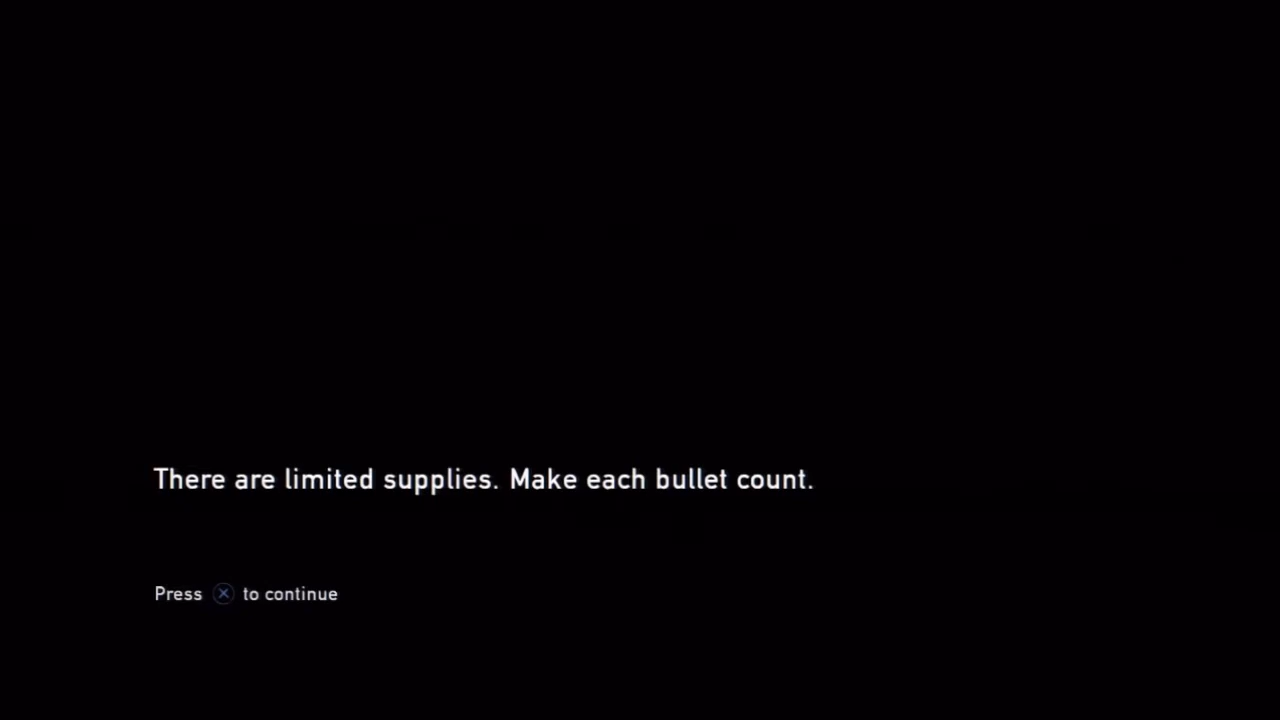 There are limited supplies. Make each bullet count.
Press ⓧ to continue